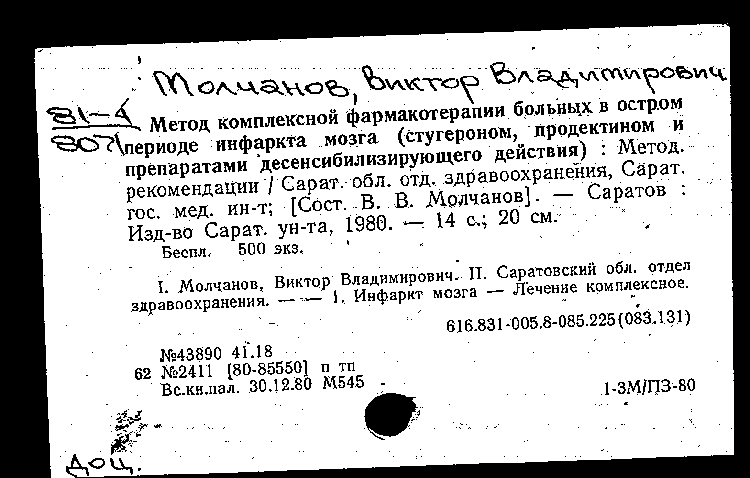 Молчанов, Виктор Владимирович
81-4
8071
Метод комплексной фармакотерапии больных в остром
периоде инфаркта мозга (стугероном, продектином и
препаратами десенсибилизирующего действия) : Метод.
рекомендации / Сарат. обл. отд. здравоохранения, Сарат.
гос. мед. ин-т; [Сост. В. В. Молчанов]. — Саратов :
Изд-во Сарат. ун-та, 1980. — 14 с.; 20 см.
Беспл. 500 экз.
I. Молчанов, Виктор Владимирович. II. Саратовский обл. отдел
здравоохранения. — — 1. Инфаркт мозга — Лечение комплексное.
616.831-005.8-085.225(083.131)
№43890 41.18
62 №2411 [80-85550] п тп
Вс.кн.пал. 30.12.80 М545
1-3М/ПЗ-80
Доц.